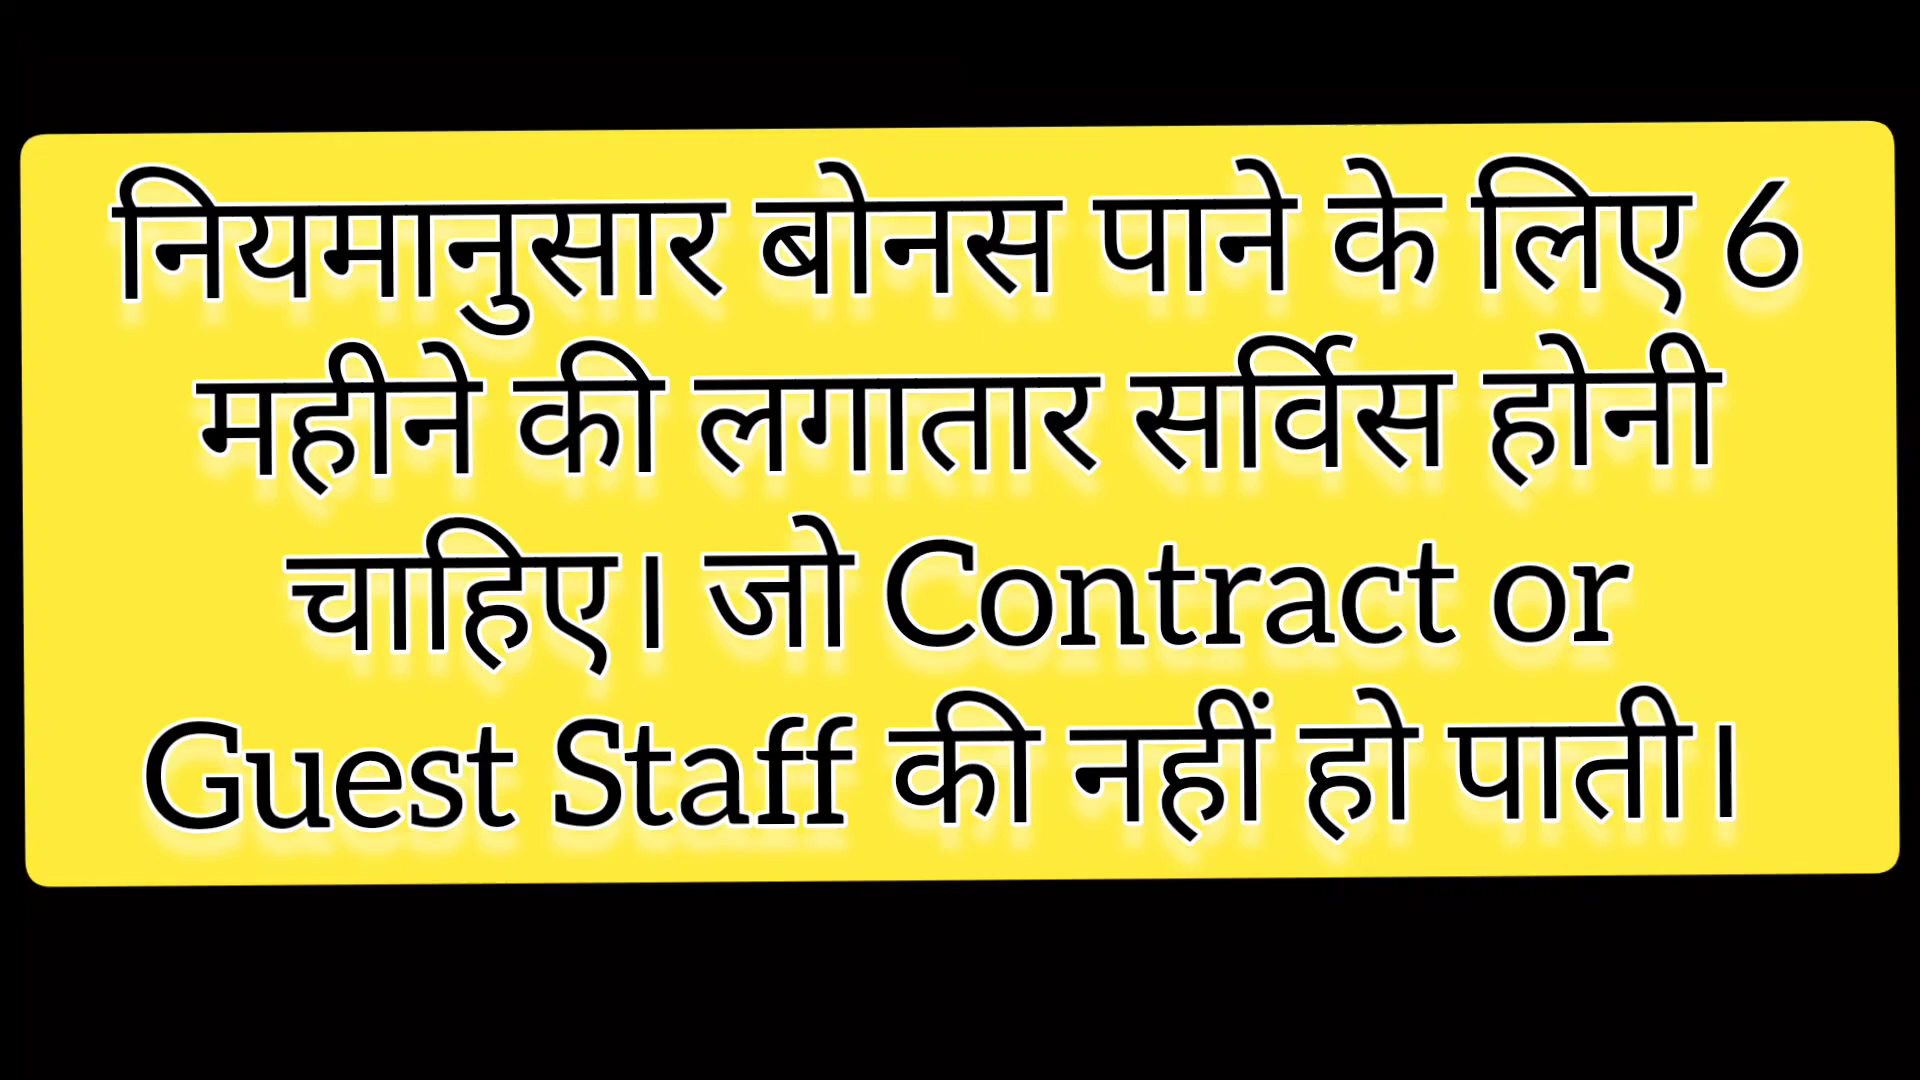 नियमानुसार बोनस पाने के लिए 6
महीने की लगातार सर्विस होनी
चाहिए। जो Contract or
Guest Staff की नहीं हो पाती।